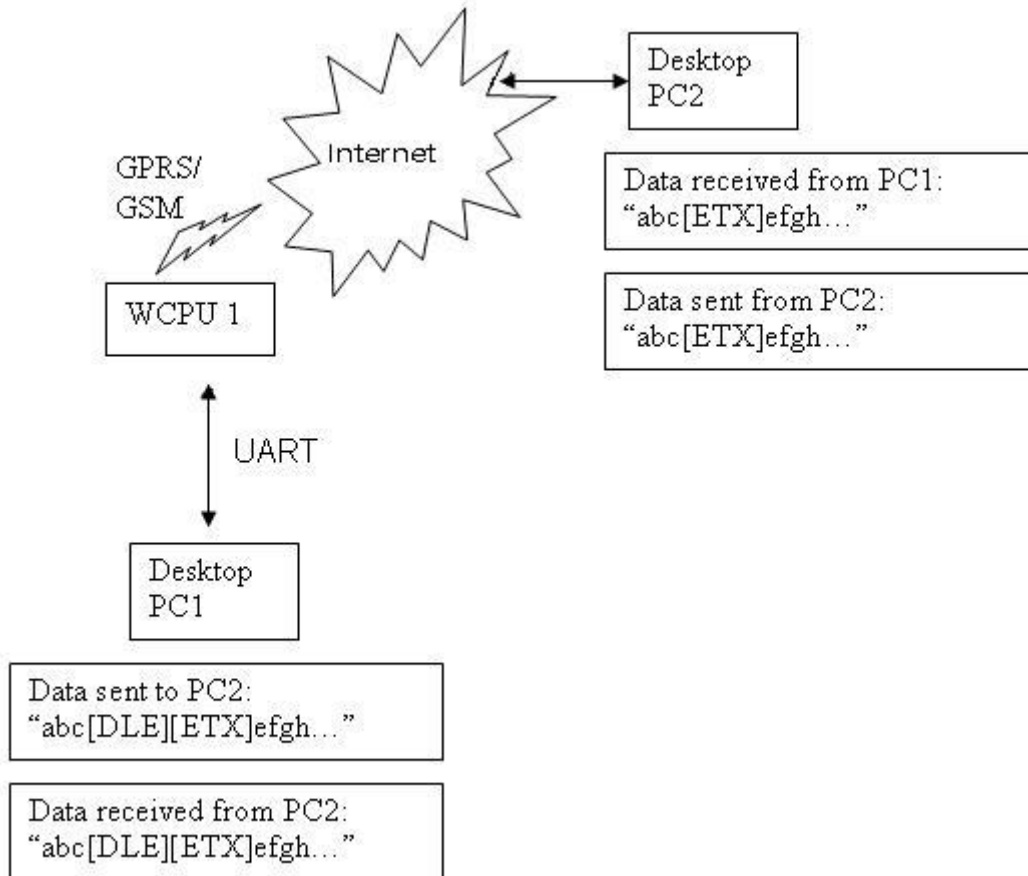 Desktop
PC2
Internet
GPRS/
GSM
Data received from PC1:
“abc[ETX]efgh…”
WCPU 1
Data sent from PC2:
“abc[ETX]efgh…”
UART
Desktop
PC1
Data sent to PC2:
“abc[DLE][ETX]efgh…”
Data received from PC2:
“abc[DLE][ETX]efgh…”